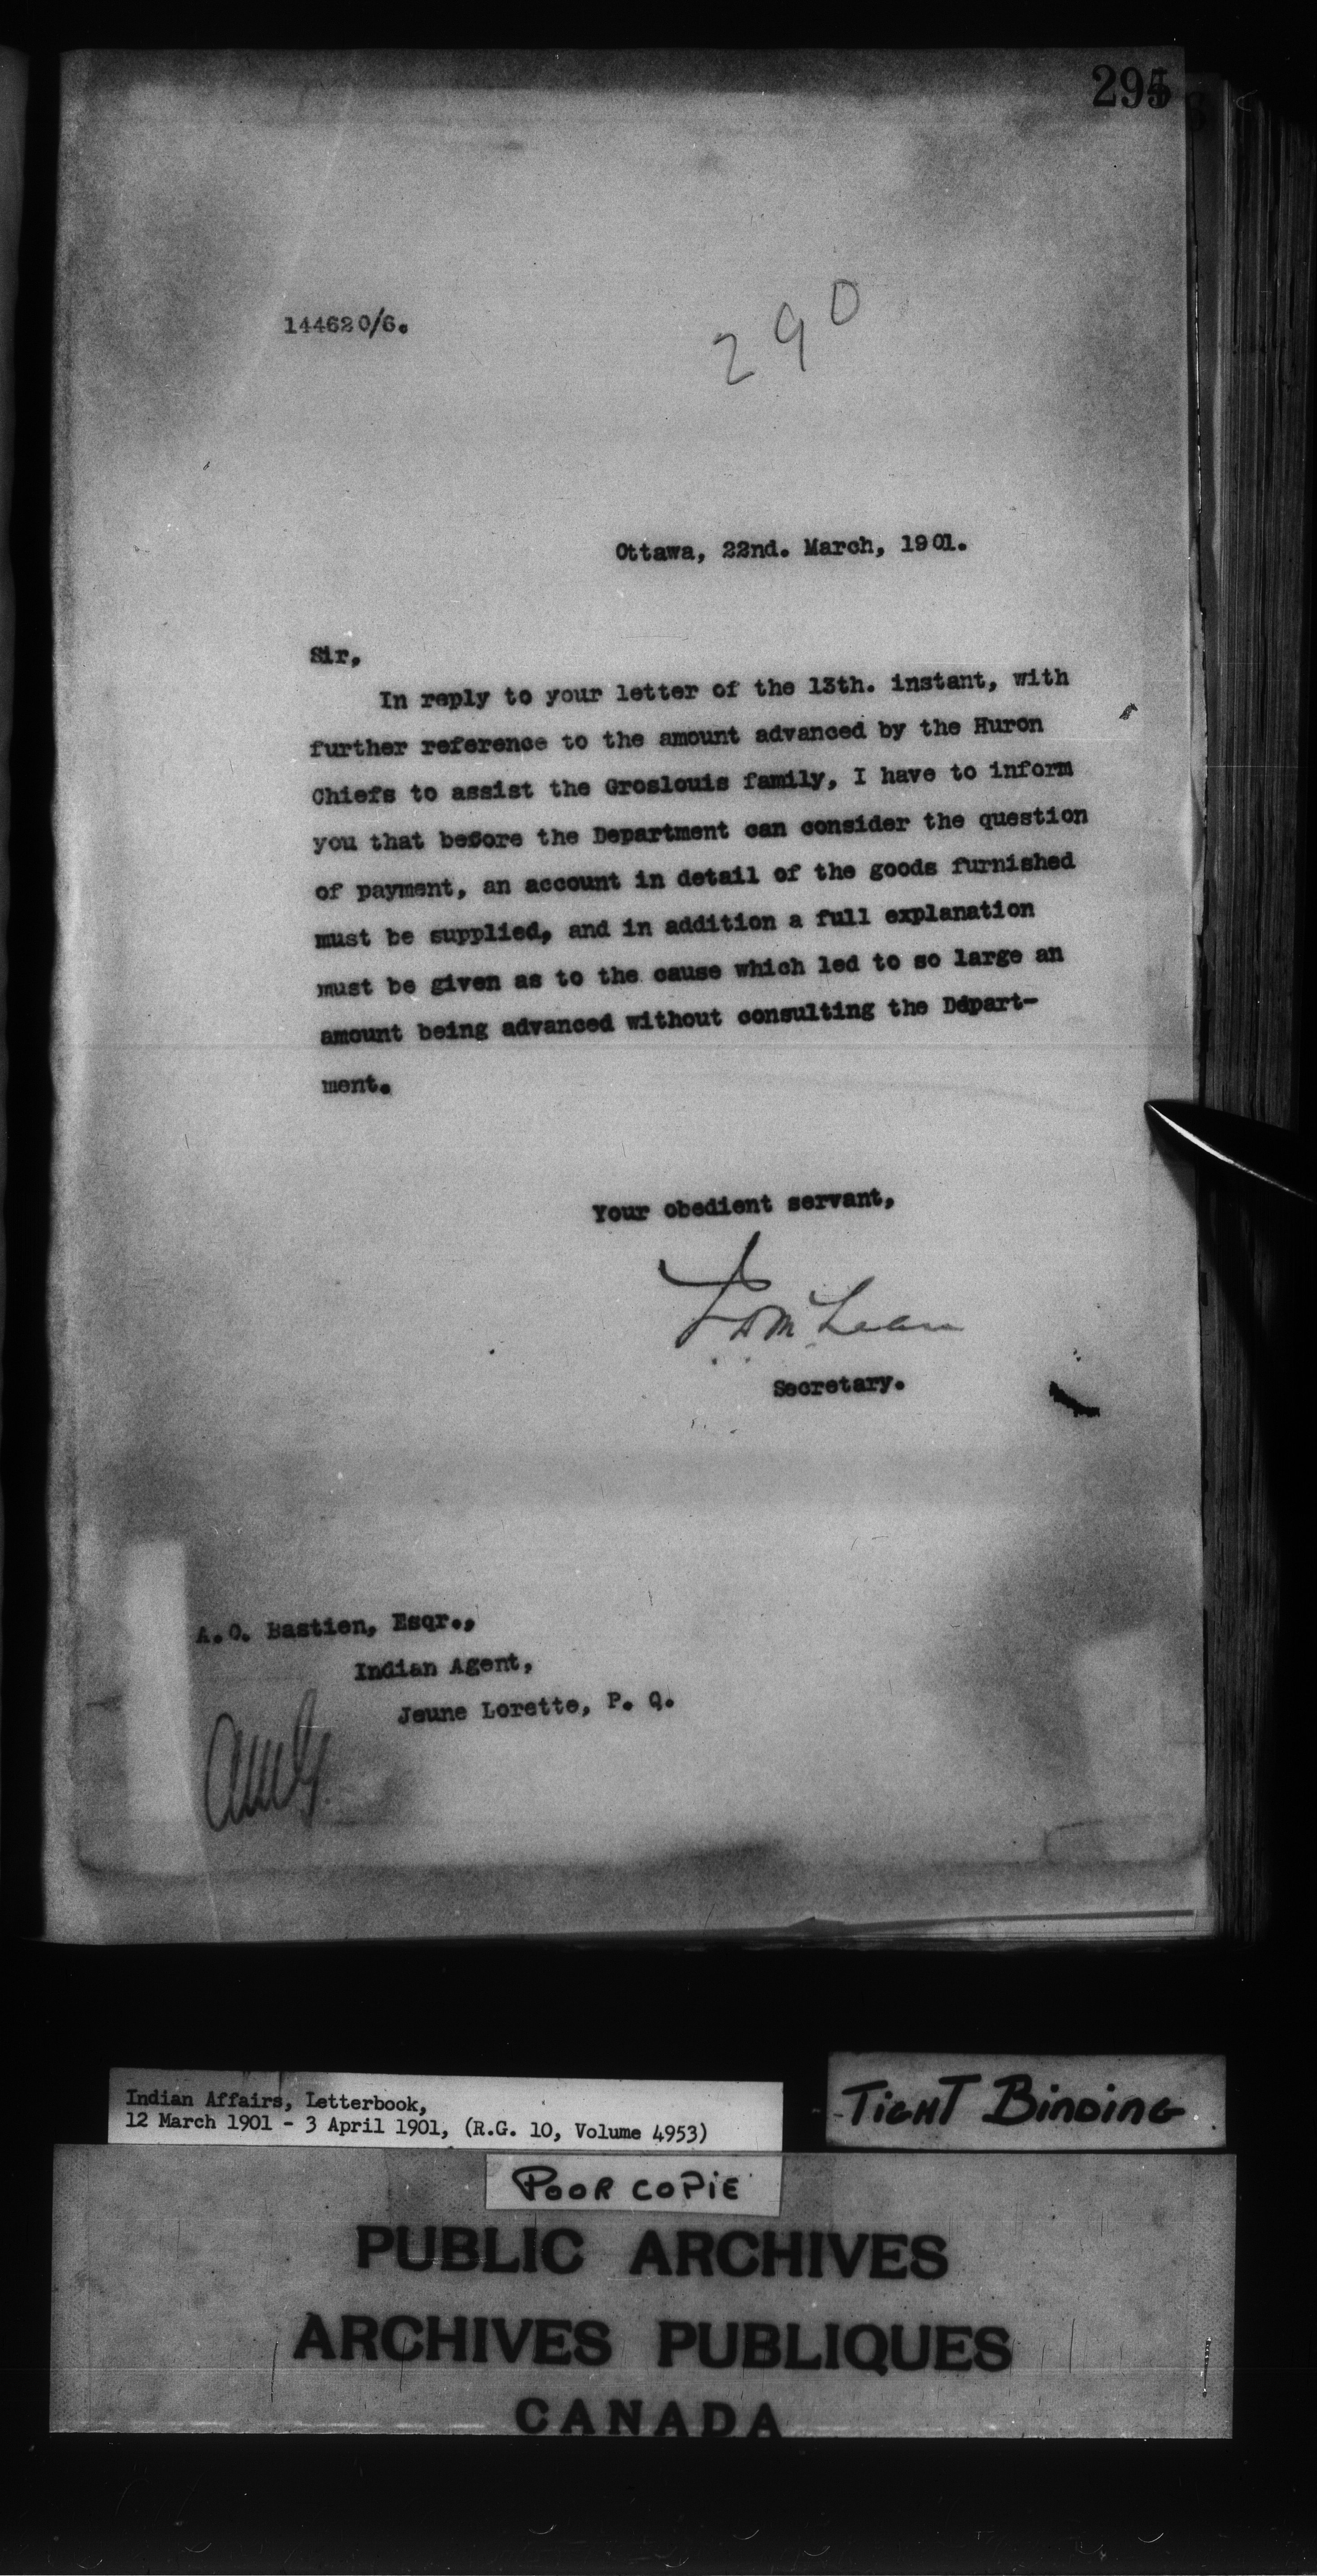 144620/6.
290
Ottawa, 22nd. March, 1901.
Sir,
In reply to your letter of the 13th. instant, with
further reference to the amount advanced by the Huron
Chiefs to assist the Groslouis family, I have to inform
you that before the Department can consider the question
of payment, an account in detail of the goods furnished
must be supplied, and in addition a full explanation
must be given as to the cause which led to so large an
amount being advanced without consulting the Depart-
ment.
Your obedient servant,
Secretary.
A.O. Bastien, Esqr.,
Indian Agent,
Jeune Lorette, P. Q.
Indian Affairs, Letterbook,
12 March 1901 - 3 April 1901, (R.G. 10, Volume 4953)
TIGHT BINDING
POOR COPIE
PUBLIC ARCHIVES
ARCHIVES PUBLIQUES
CANADA